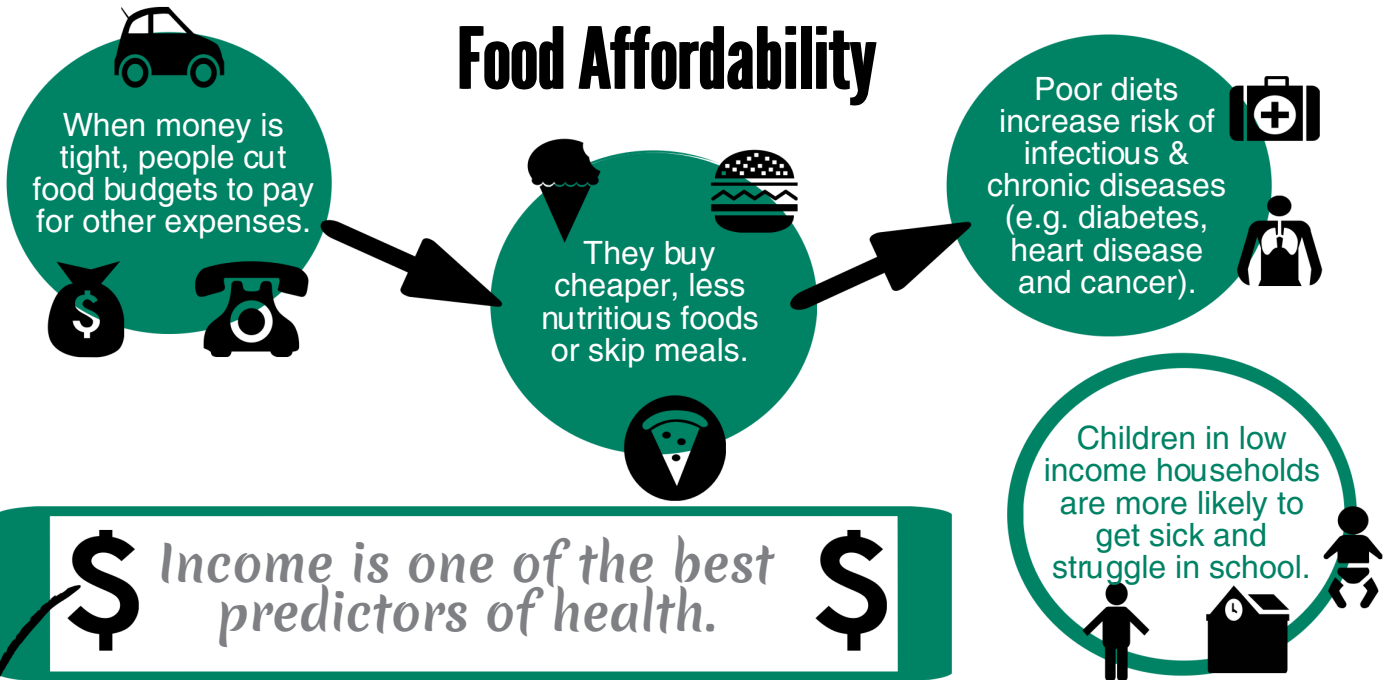 Food Affordability
When money is
tight, people cut
food budgets to pay
for other expenses.
$
They buy
cheaper, less
nutritious foods
or skip meals.
Poor diets
increase risk of
infectious &
chronic diseases
(e.g. diabetes,
heart disease
and cancer).
Children in low
income households
are more likely to
get sick and
struggle in school.
$ Income is one of the best $
predictors of health.